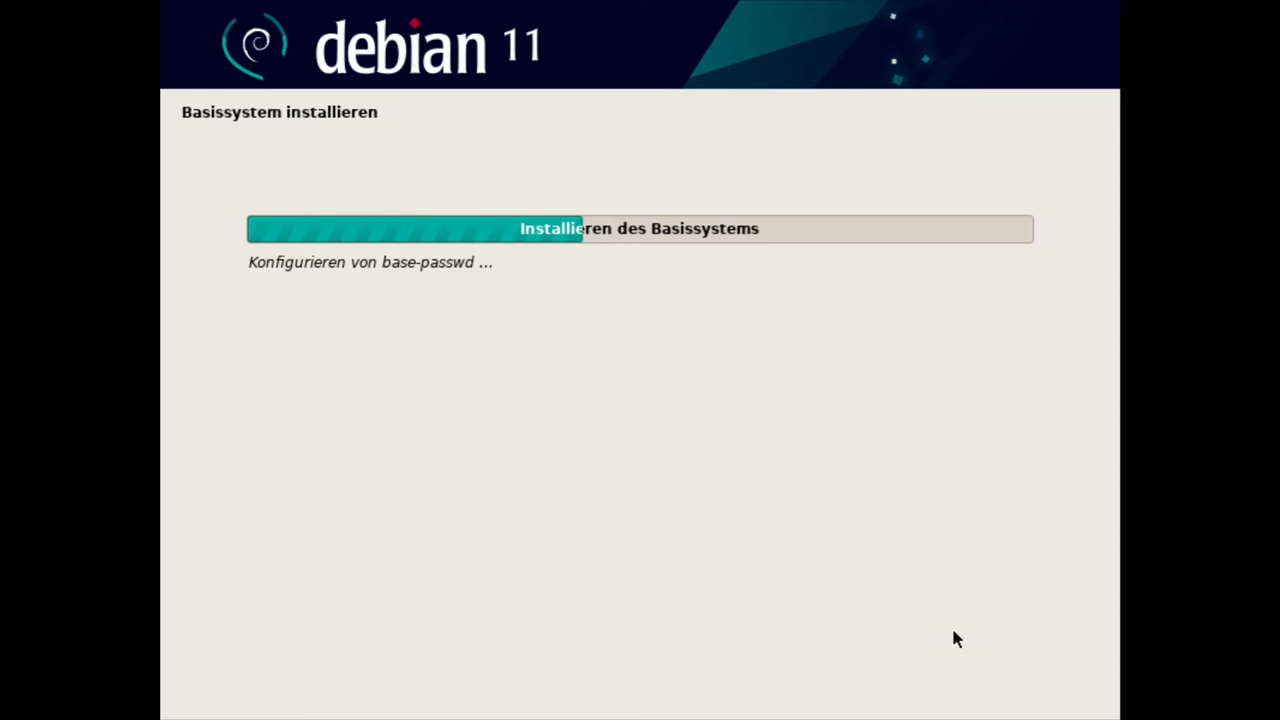 debian 11
Basissystem installieren
Installieren des Basissystems
Konfigurieren von base-passwd ...